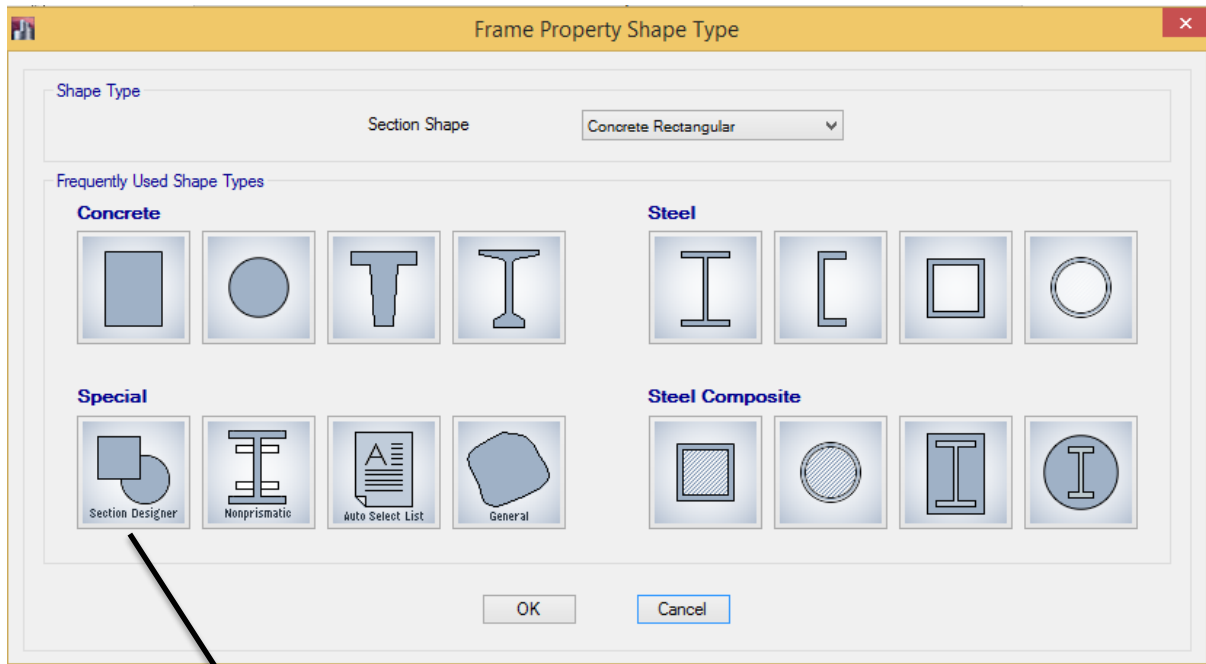 Frame Property Shape Type
Shape Type
Section Shape
Concrete Rectangular
Frequently Used Shape Types
Concrete
Steel
Special
Steel Composite
Section Designer
Nonprismatic
A
Auto Select List
General
OK
Cancel